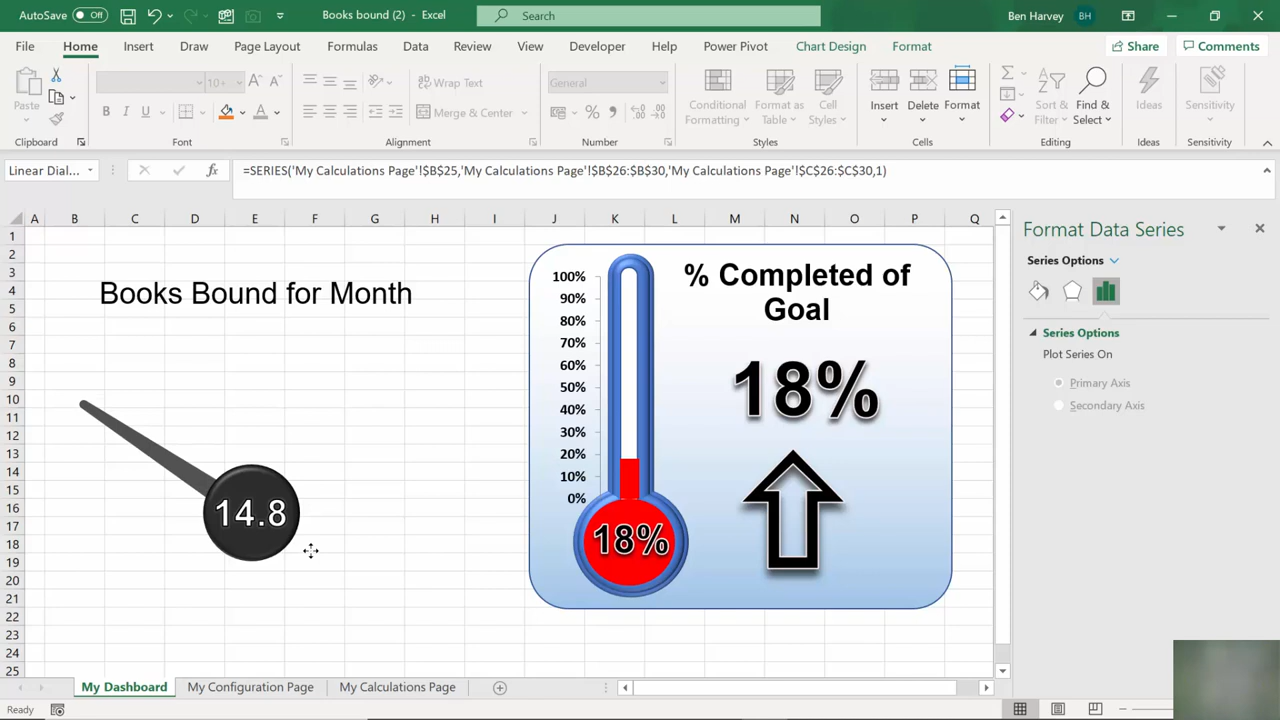 AutoSave Off Books bound (2) - Excel Search Ben Harvey BH
File Home Insert Draw Page Layout Formulas Data Review View Developer Help Power Pivot Chart Design Format Share Comments
Paste 10 Wrap Text General Conditional Formatting Format as Table Cell Styles Insert Delete Format Sort & Filter Find & Select Ideas Sensitivity
B I U Merge & Center
Clipboard Font Alignment Number Styles Cells Editing Ideas Sensitivity
Linear Dial... fx =SERIES('My Calculations Page'!$B$25,'My Calculations Page'!$B$26:$B$30,'My Calculations Page'!$C$26:$C$30,1)
A B C D E F G H I J K L M N O P Q
1
2
3
4
5
6
7
8
9
10
11
12
13
14
15
16
17
18
19
20
21
22
23
24
25
Books Bound for Month
14.8
100%
90%
80%
70%
60%
50%
40%
30%
20%
10%
0%
18%
% Completed of
Goal
18%
Format Data Series
Series Options
Series Options
Plot Series On
Primary Axis
Secondary Axis
My Dashboard My Configuration Page My Calculations Page
Ready